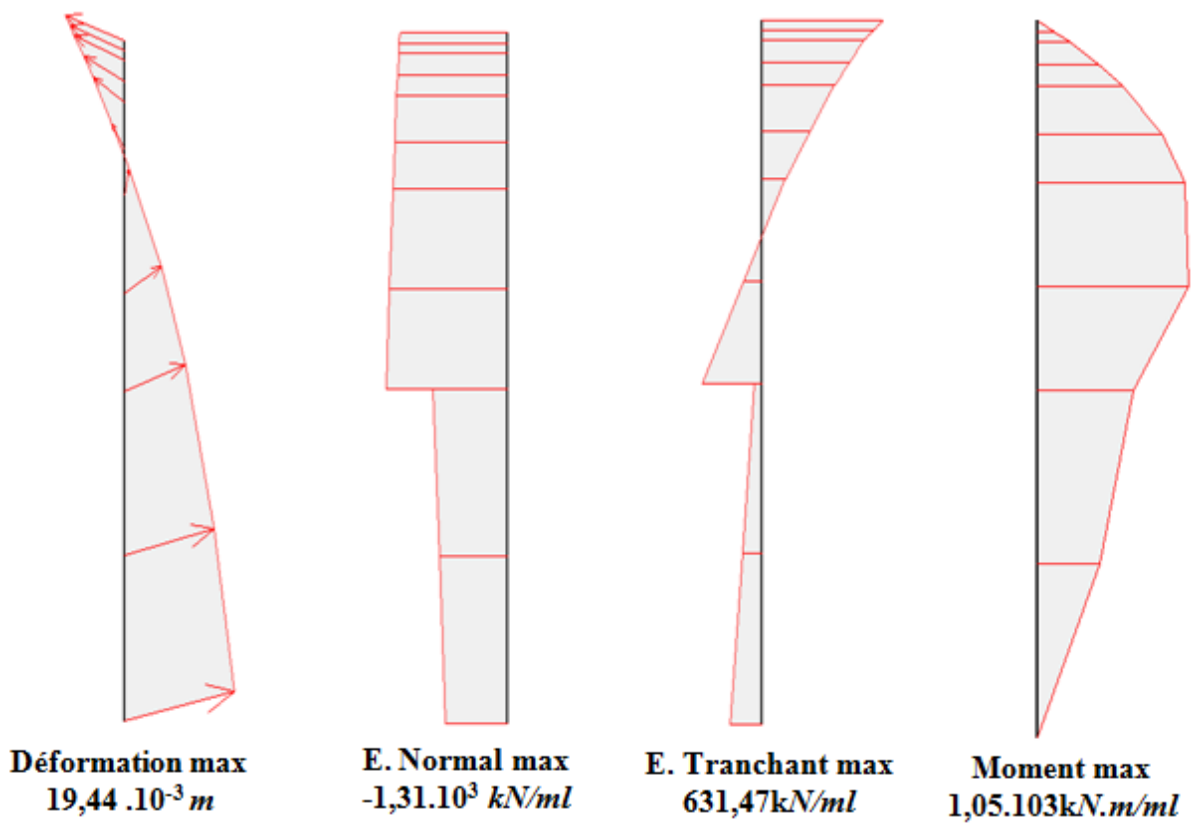 Déformation max
19,44 .10⁻³ m
E. Normal max
-1,31.10³ kN/ml
E. Tranchant max
631,47kN/ml
Moment max
1,05.103kN.m/ml